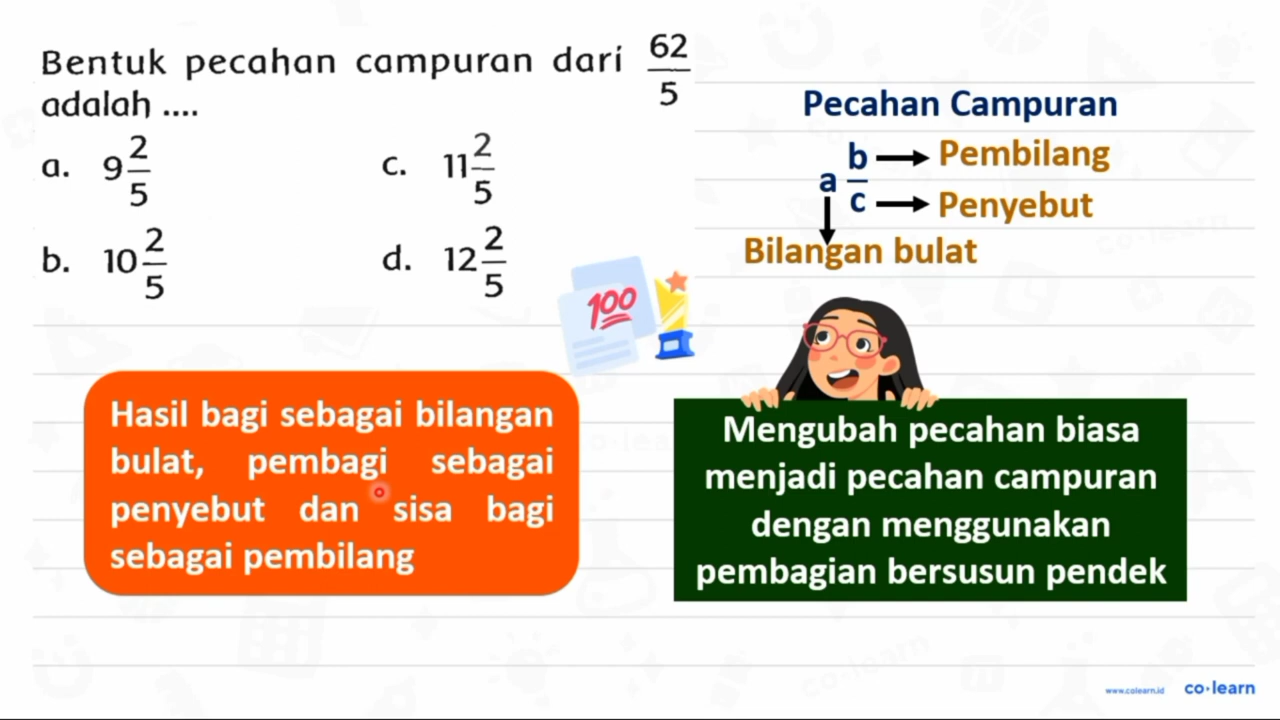 Bentuk pecahan campuran dari 62/5
adalah ....
a. 9 2/5
c. 11 2/5
b. 10 2/5
d. 12 2/5
Pecahan Campuran
a b/c
b → Pembilang
c → Penyebut
Bilangan bulat
100
Hasil bagi sebagai bilangan
bulat, pembagi sebagai
penyebut dan sisa bagi
sebagai pembilang
Mengubah pecahan biasa
menjadi pecahan campuran
dengan menggunakan
pembagian bersusun pendek
www.colearn.id co·learn